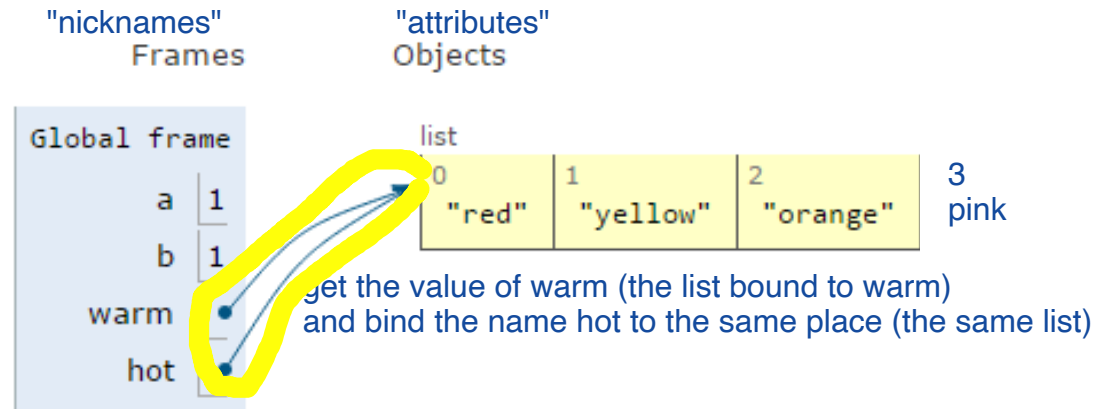 "nicknames" "attributes"
Frames Objects
Global frame list
0 1 2 3
"red" "yellow" "orange" pink
a 1
b 1
get the value of warm (the list bound to warm)
warm
and bind the name hot to the same place (the same list)
hot